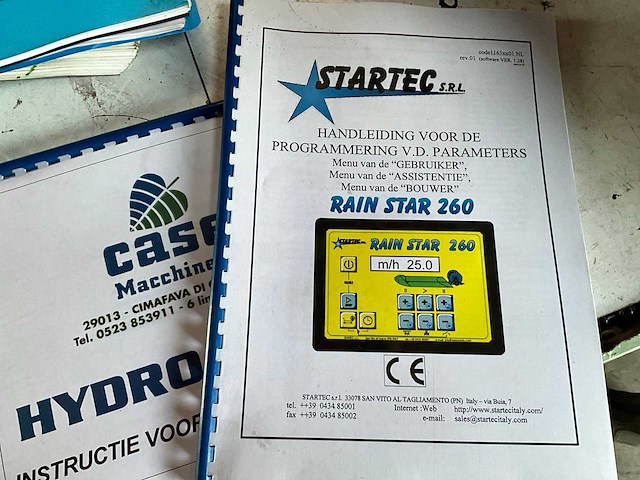 code1163xx01.NL
rev.01 (software VER. 1.24)
STARTEC S.R.L.
HANDLEIDING VOOR DE
PROGRAMMERING V.D. PARAMETERS
Menu van de “GEBRUIKER”,
Menu van de “ASSISTENTIE”,
Menu van de “BOUWER”
RAIN STAR 260
STARTEC RAIN STAR 260
m/h 25.0
CE
STARTEC s.r.l. 33078 SAN VITO AL TAGLIAMENTO (PN) Italy – via Buia, 7
tel. ++39 0434 85001 Internet :Web http://www.startecitaly.com/
fax ++39 0434 85002 e-mail: sales@startecitaly.com
case
Macchine
29013 - CIMAFAVA DI
Tel. 0523 853911 - 6
HYDRO
INSTRUCTIE VOOR